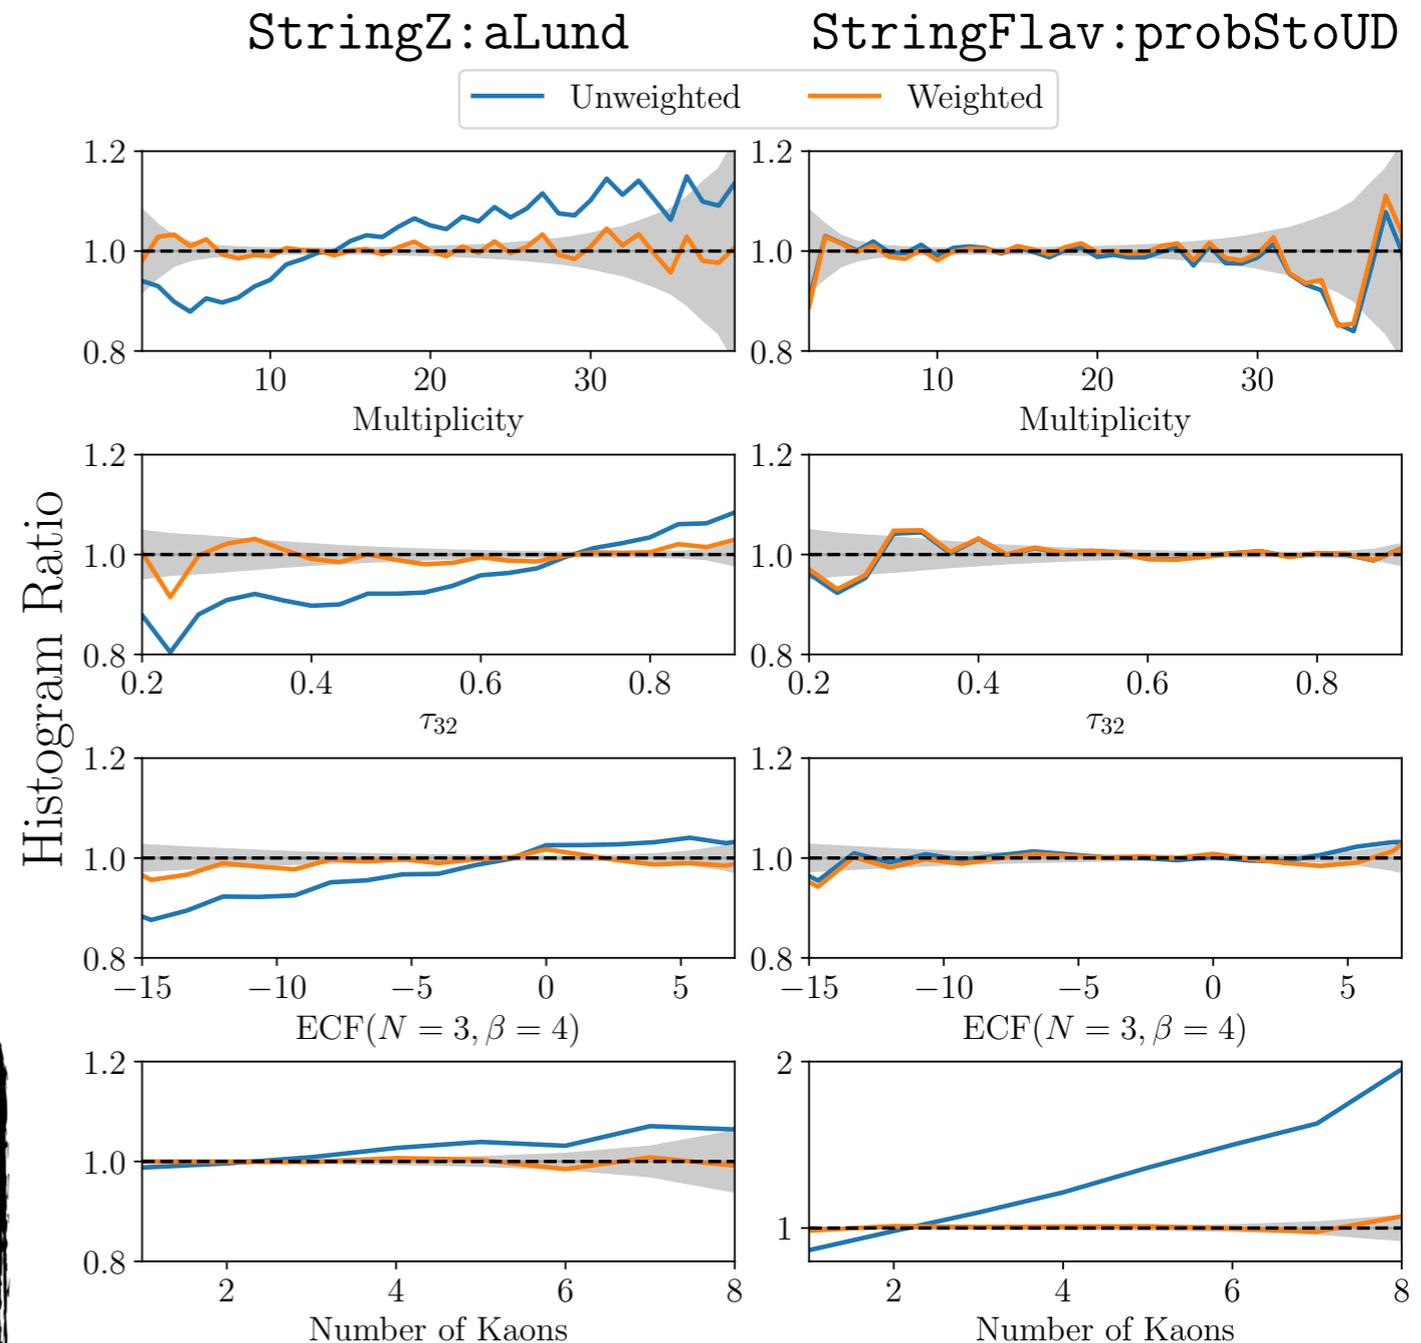 StringZ:aLund StringFlav:probStoUD
Unweighted Weighted
1.2 1.2
1.0 1.0
0.8 0.8
10 20 30 10 20 30
Multiplicity Multiplicity
1.2 1.2
1.0 1.0
0.8 0.8
0.2 0.4 0.6 0.8 0.2 0.4 0.6 0.8
τ32 τ32
Histogram Ratio
1.2 1.2
1.0 1.0
0.8 0.8
−15 −10 −5 0 5 −15 −10 −5 0 5
ECF(N = 3, β = 4) ECF(N = 3, β = 4)
1.2 2
1.0 1
0.8
2 4 6 8 2 4 6 8
Number of Kaons Number of Kaons